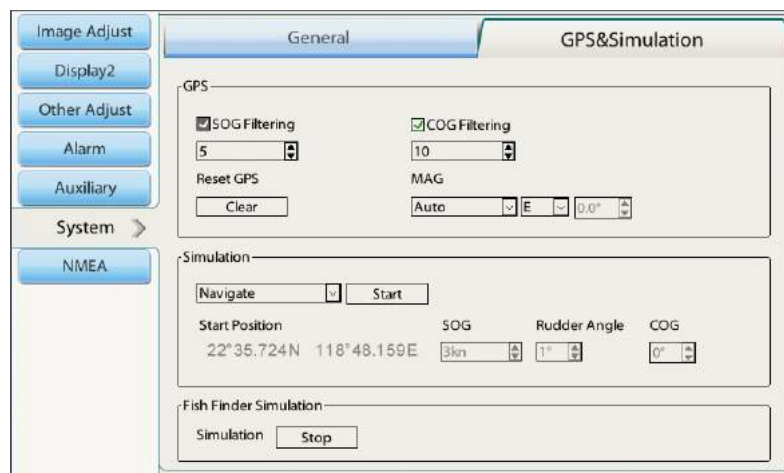 Image Adjust
Display2
Other Adjust
Alarm
Auxiliary
System
NMEA
General
GPS&Simulation
GPS
SOG Filtering
COG Filtering
5
10
Reset GPS
MAG
Clear
Auto
E
0.0°
Simulation
Navigate
Start
Start Position
SOG
Rudder Angle
COG
22°35.724N 118°48.159E
3kn
1°
0°
Fish Finder Simulation
Simulation
Stop